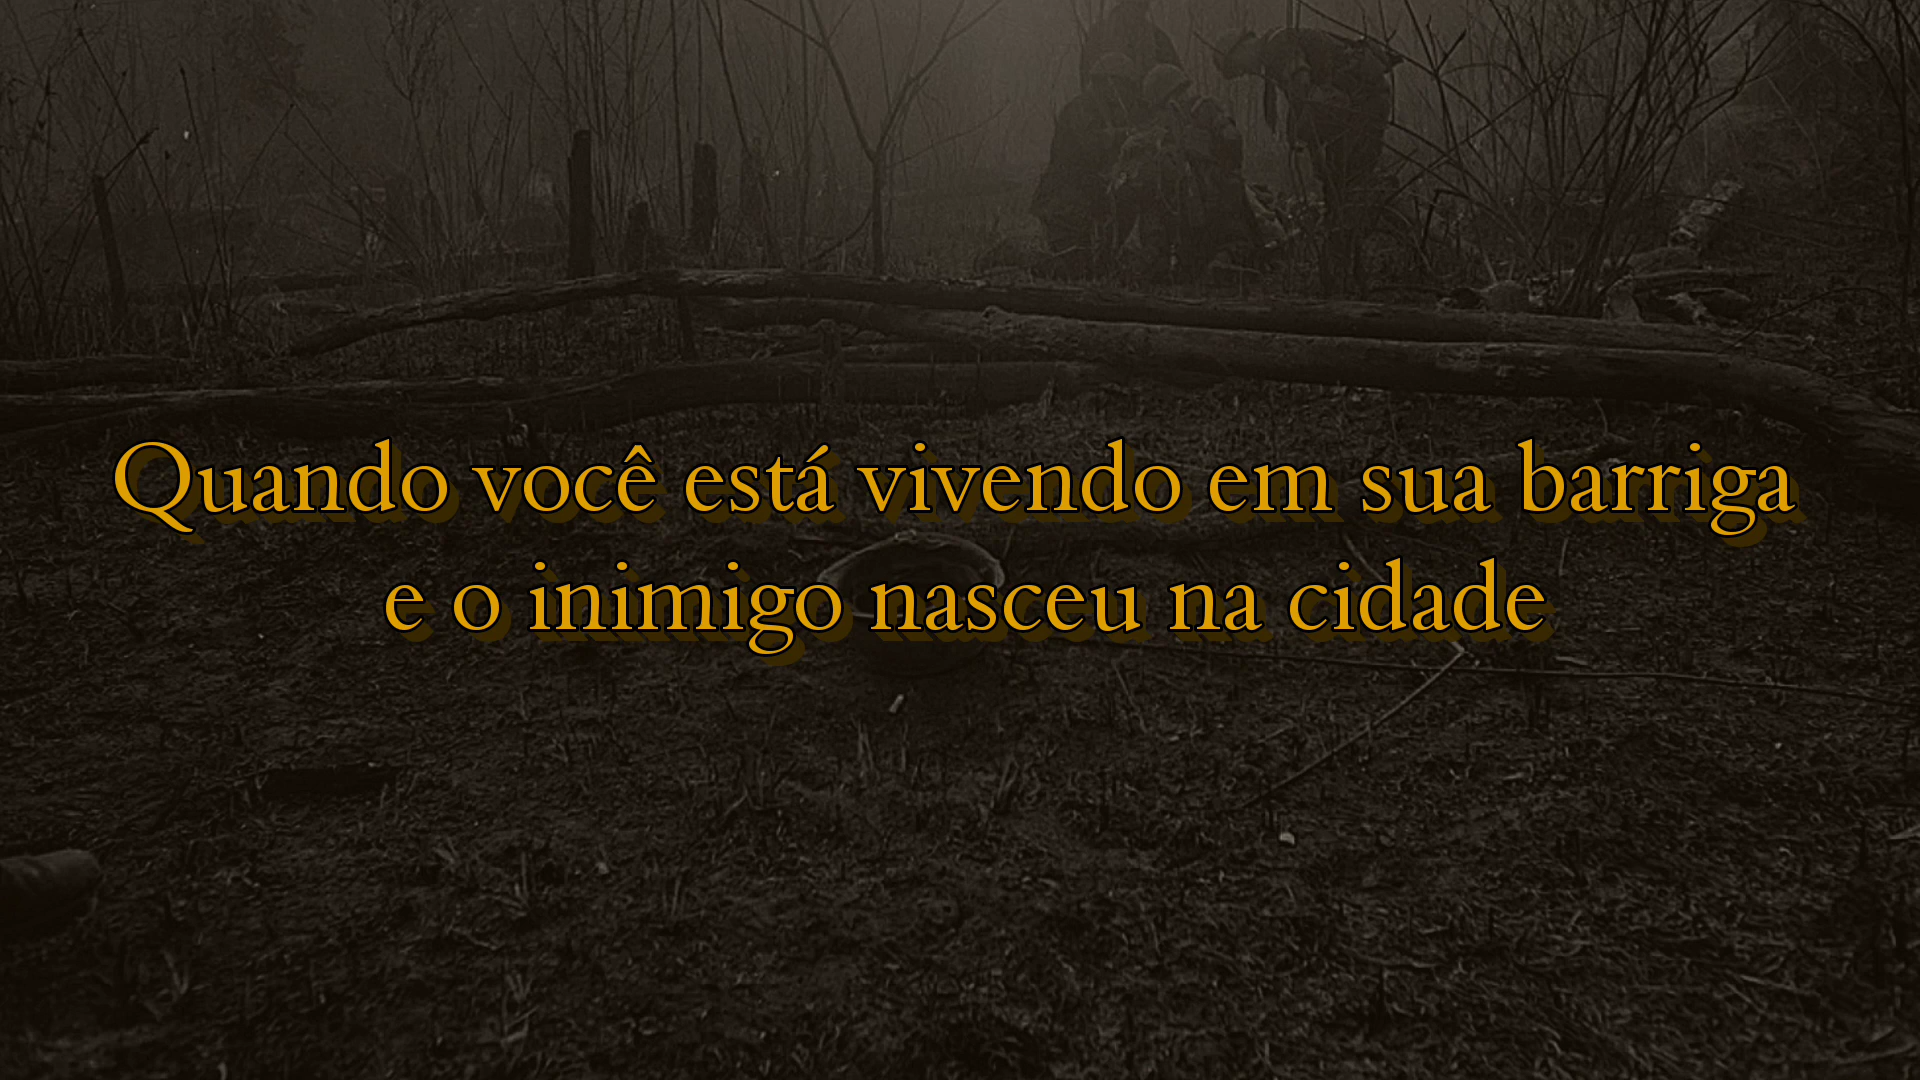 Quando você está vivendo em sua barriga
e o inimigo nasceu na cidade